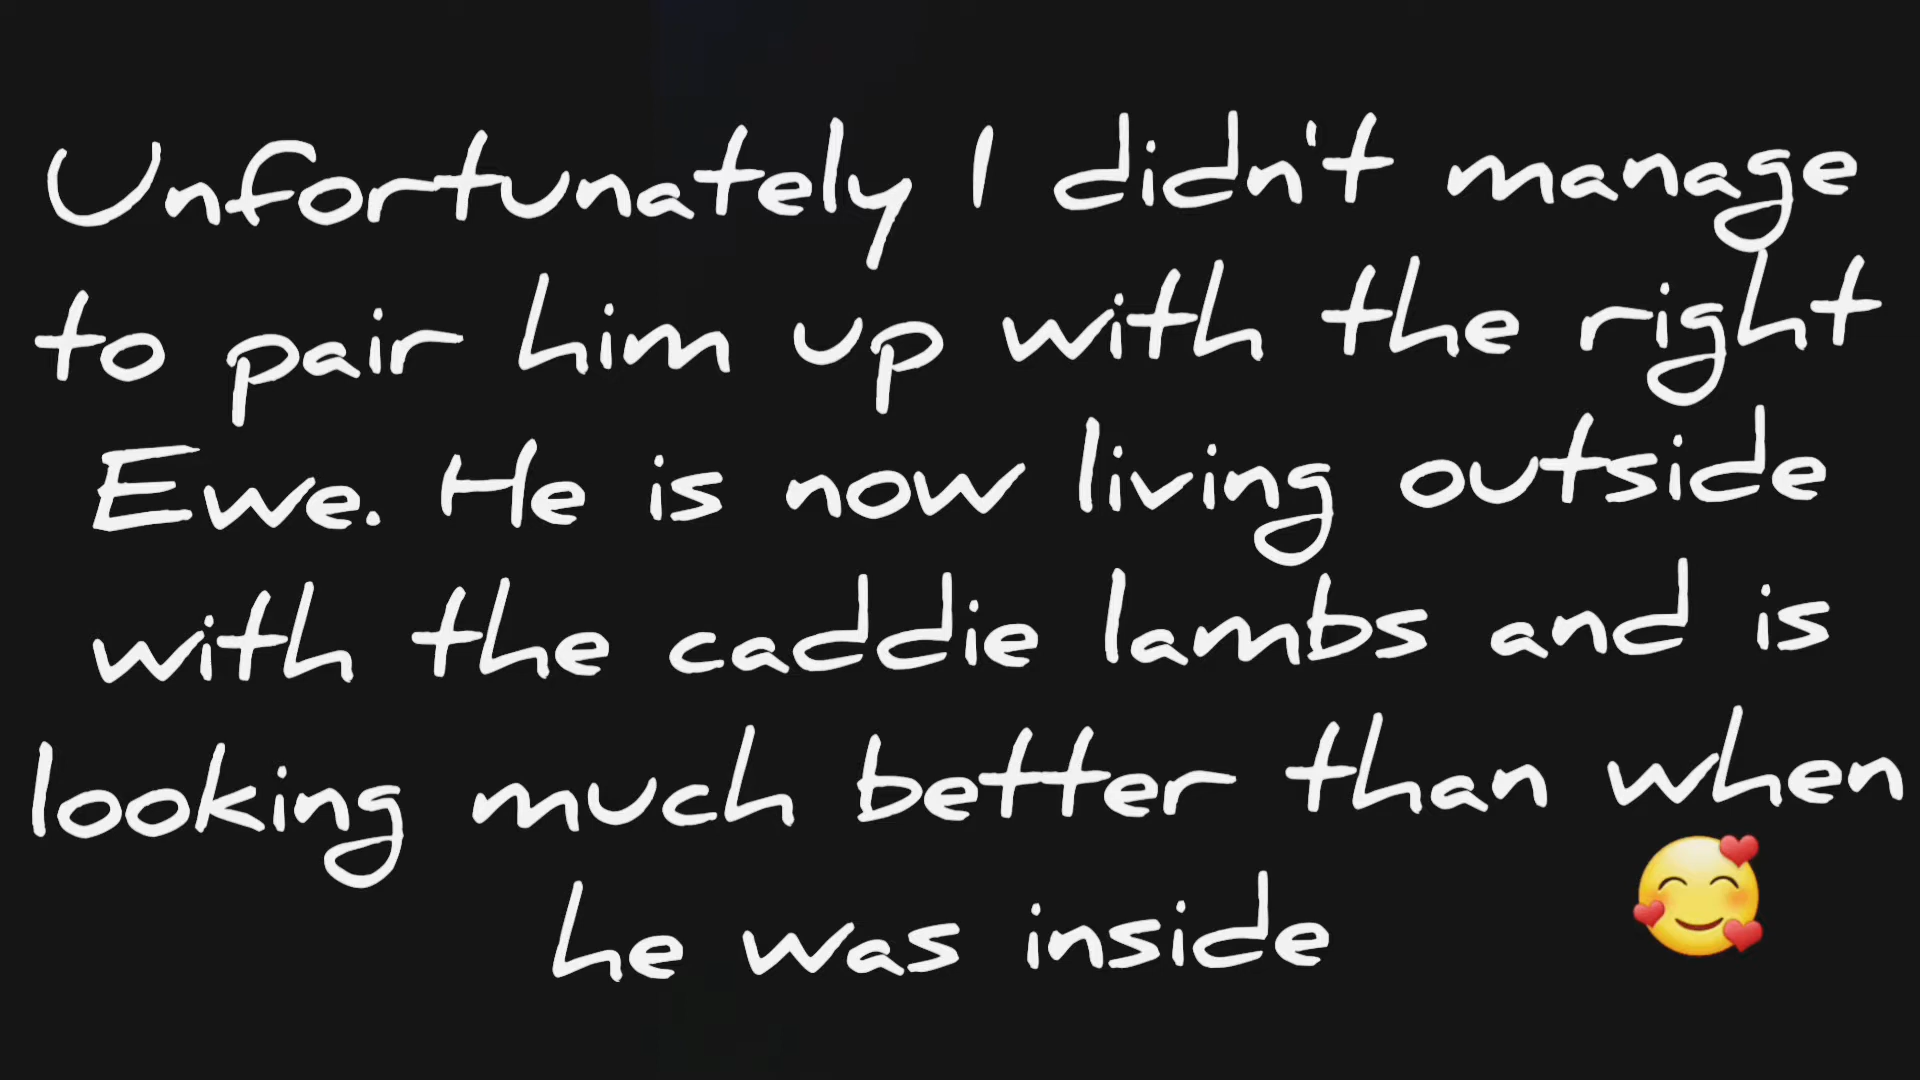 Unfortunately I didn't manage
to pair him up with the right
Ewe. He is now living outside
with the caddie lambs and is
looking much better than when
he was inside 🥰